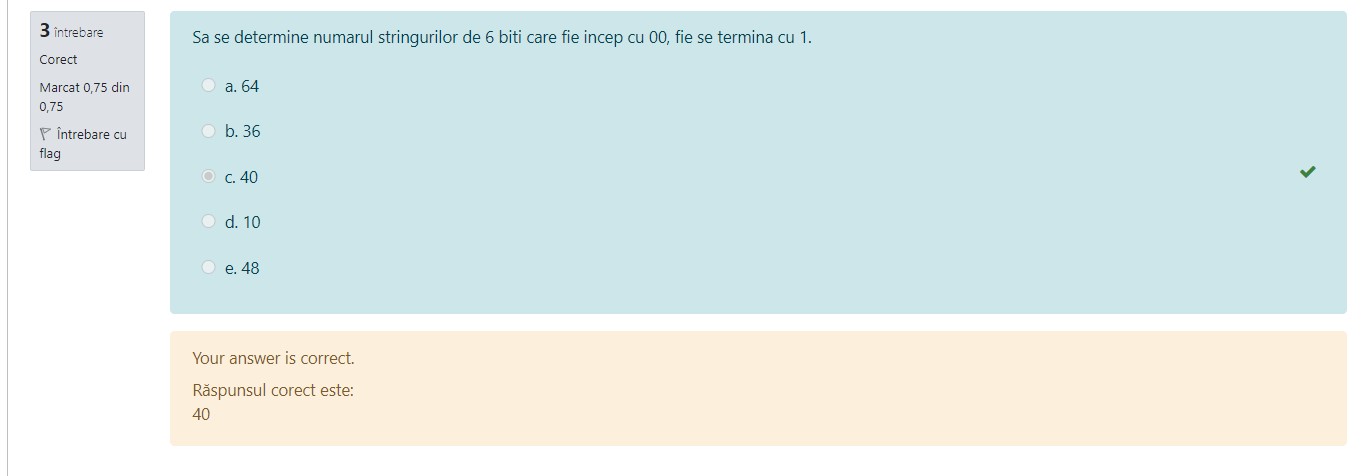 3 întrebare
Corect
Marcat 0,75 din
0,75
Întrebare cu
flag
Sa se determine numarul stringurilor de 6 biti care fie incep cu 00, fie se termina cu 1.
a. 64
b. 36
c. 40
d. 10
e. 48
Your answer is correct.
Răspunsul corect este:
40